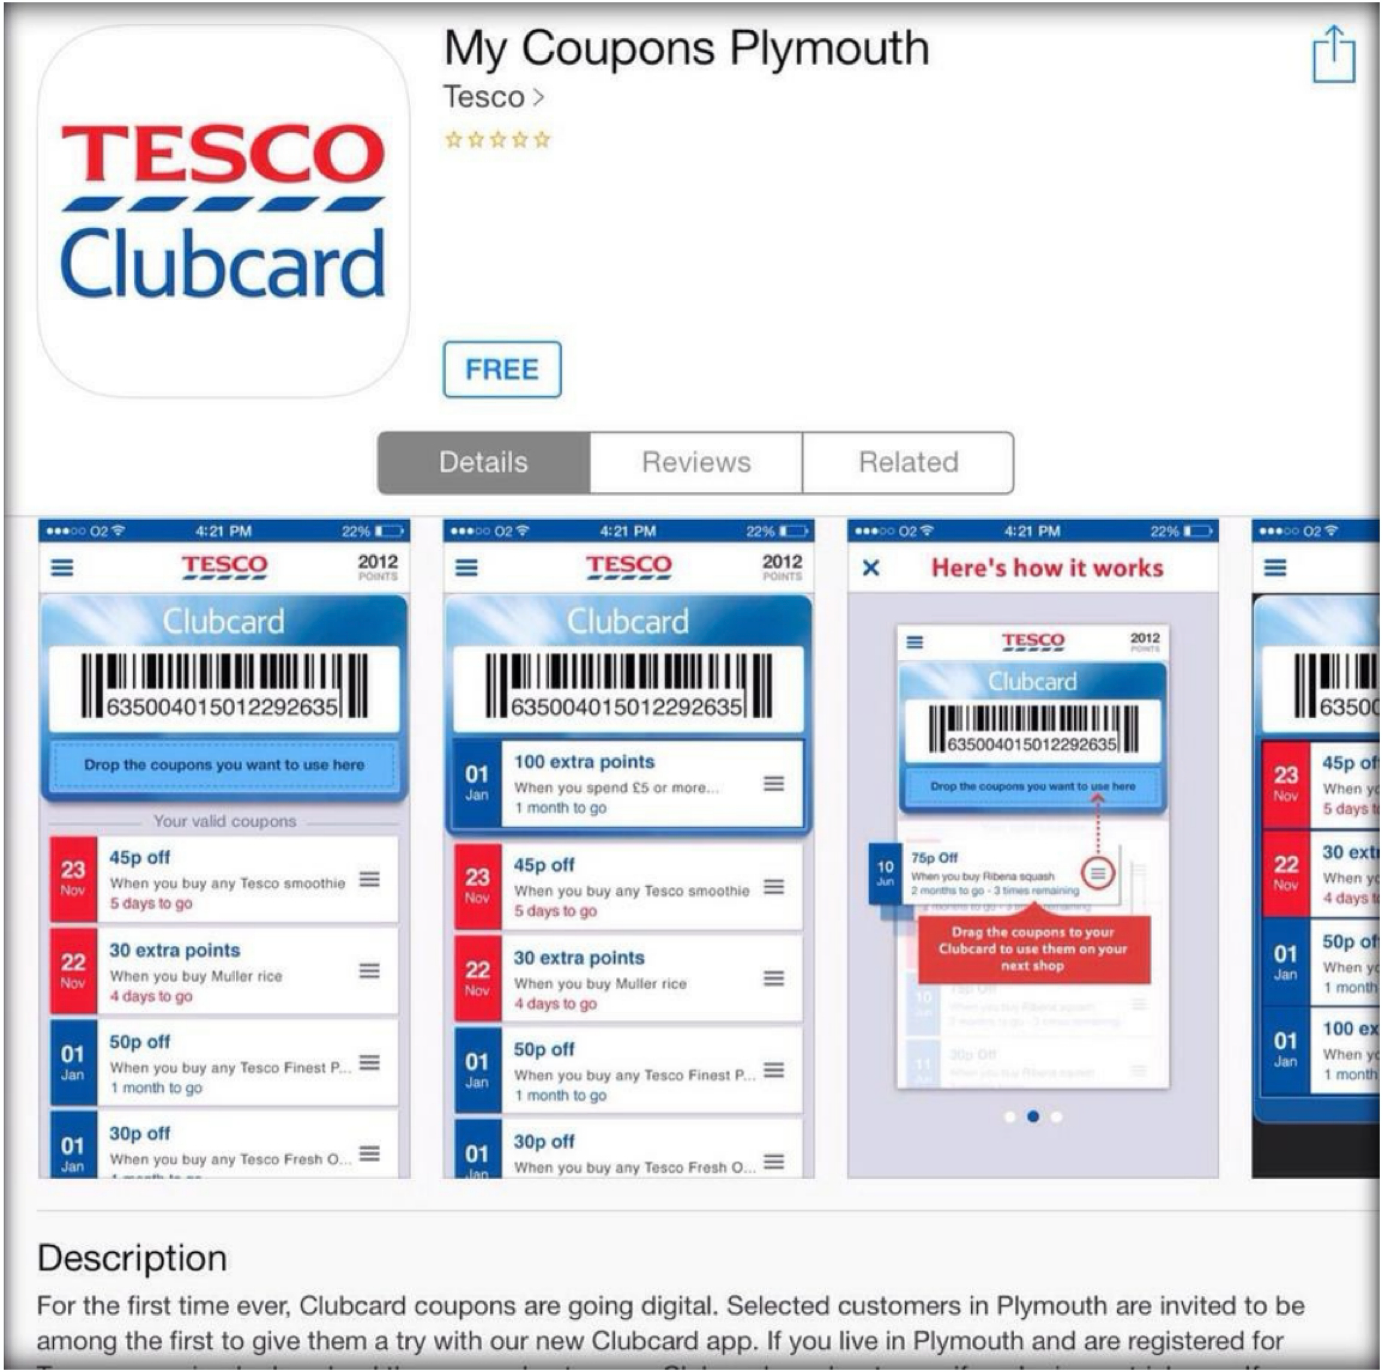 My Coupons Plymouth
Tesco >
☆☆☆☆☆
TESCO
Clubcard
FREE
Details
Reviews
Related
O2
4:21 PM
22%
TESCO
2012
POINTS
Clubcard
635004015012292635
Drop the coupons you want to use here
Your valid coupons
23
Nov
45p off
When you buy any Tesco smoothie
5 days to go
22
Nov
30 extra points
When you buy Muller rice
4 days to go
01
Jan
50p off
When you buy any Tesco Finest P...
1 month to go
01
Jan
30p off
When you buy any Tesco Fresh O...
O2
4:21 PM
22%
TESCO
2012
POINTS
Clubcard
635004015012292635
01
Jan
100 extra points
When you spend £5 or more...
1 month to go
23
Nov
45p off
When you buy any Tesco smoothie
5 days to go
22
Nov
30 extra points
When you buy Muller rice
4 days to go
01
Jan
50p off
When you buy any Tesco Finest P...
1 month to go
01
Jan
30p off
When you buy any Tesco Fresh O...
O2
4:21 PM
22%
Here's how it works
TESCO
2012
POINTS
Clubcard
635004015012292635
Drop the coupons you want to use here
10
Jun
75p Off
When you buy Ribena squash
2 months to go - 3 times remaining
Drag the coupons to your
Clubcard to use them on your
next shop
O2
6350
23
Nov
45p of
When yo
5 days t
22
Nov
30 extr
When yo
4 days t
01
Jan
50p of
When yo
1 month
01
Jan
100 ex
When yo
1 month
Description
For the first time ever, Clubcard coupons are going digital. Selected customers in Plymouth are invited to be
among the first to give them a try with our new Clubcard app. If you live in Plymouth and are registered for